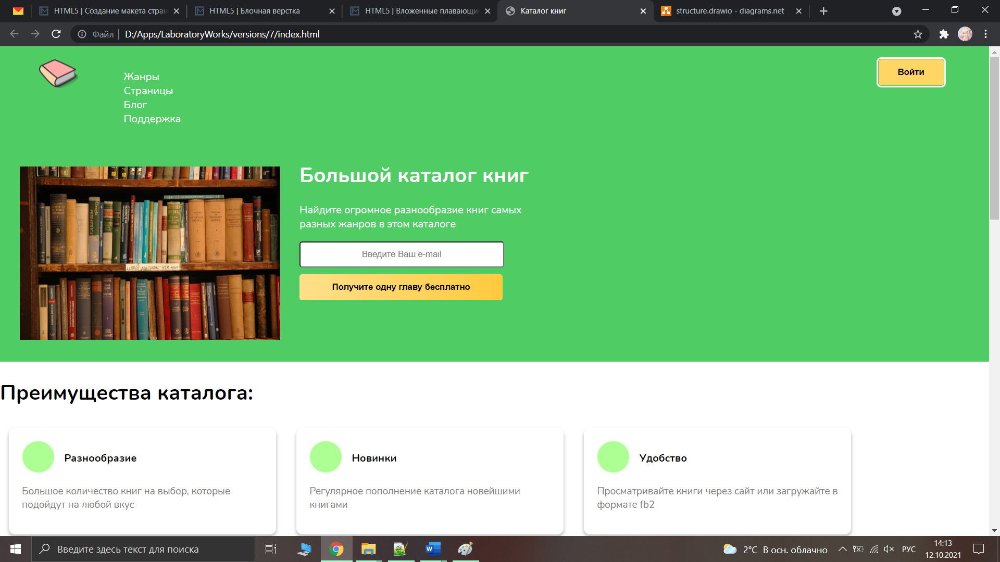 HTML5 | Создание макета стран
HTML5 | Блочная верстка
HTML5 | Вложенные плавающи
Каталог книг
structure.drawio - diagrams.net
Файл | D:/Apps/LaboratoryWorks/versions/7/index.html
Жанры
Страницы
Блог
Поддержка
Войти
Большой каталог книг
Найдите огромное разнообразие книг самых
разных жанров в этом каталоге
Введите Ваш e-mail
Получите одну главу бесплатно
Преимущества каталога:
Разнообразие
Большое количество книг на выбор, которые
подойдут на любой вкус
Новинки
Регулярное пополнение каталога новейшими
книгами
Удобство
Просматривайте книги через сайт или загружайте в
формате fb2
Введите здесь текст для поиска
2°C В осн. облачно
РУС
14:13
12.10.2021